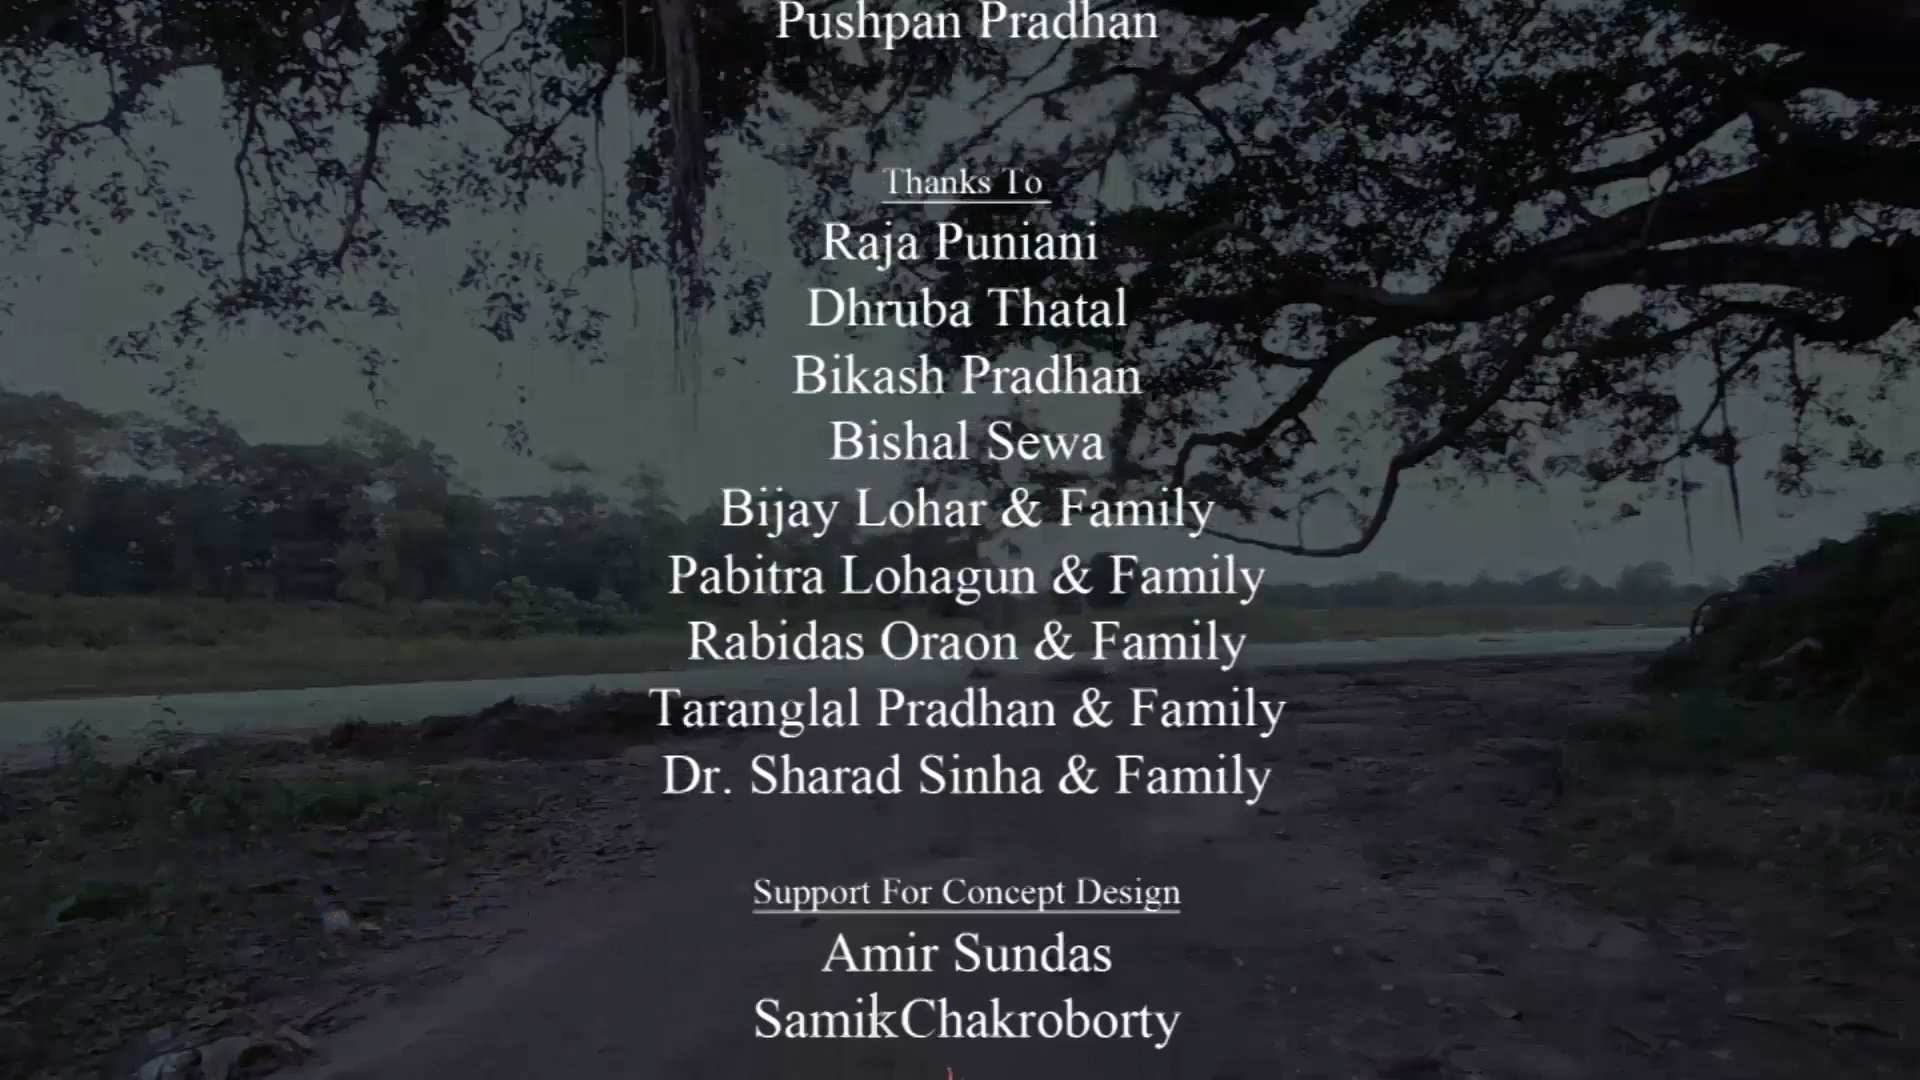 Pushpan Pradhan
Thanks To
Raja Puniani
Dhruba Thatal
Bikash Pradhan
Bishal Sewa
Bijay Lohar & Family
Pabitra Lohagun & Family
Rabidas Oraon & Family
Taranglal Pradhan & Family
Dr. Sharad Sinha & Family
Support For Concept Design
Amir Sundas
SamikChakroborty